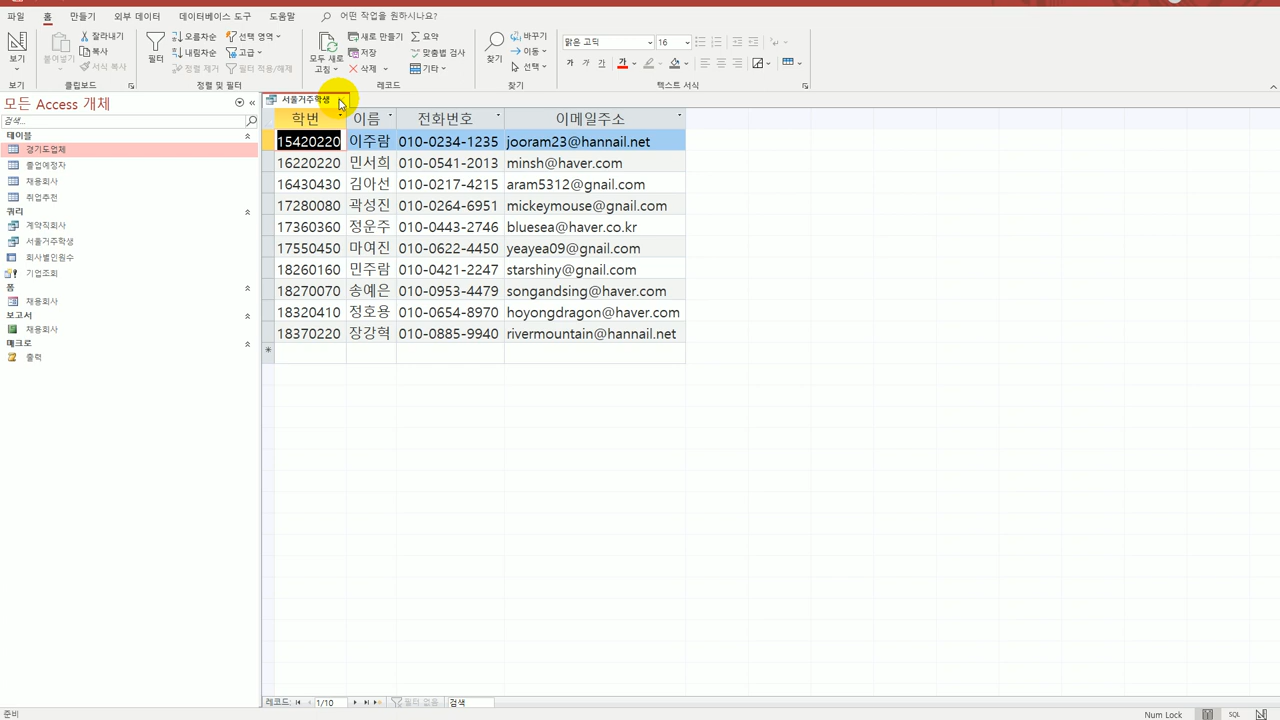 파일 홈 만들기 외부 데이터 데이터베이스 도구 도움말 어떤 작업을 원하시나요?
보기
붙여넣기
잘라내기
복사
서식 복사
필터
오름차순
내림차순
정렬 제거
선택 영역
고급
필터 적용/해제
모두 새로
고침
새로 만들기
저장
삭제
요약
맞춤법 검사
기타
찾기
바꾸기
이동
선택
맑은 고딕 16
가 가 가 가
보기 클립보드 정렬 및 필터 레코드 찾기 텍스트 서식
모든 Access 개체
검색...
테이블
경기도업체
졸업예정자
채용회사
취업추천
쿼리
계약직회사
서울거주학생
회사별인원수
기업조회
폼
채용회사
보고서
채용회사
매크로
출력
서울거주학생
학번 이름 전화번호 이메일주소
15420220 이주람 010-0234-1235 jooram23@hannail.net
16220220 민서희 010-0541-2013 minsh@haver.com
16430430 김아선 010-0217-4215 aram5312@gnail.com
17280080 곽성진 010-0264-6951 mickeymouse@gnail.com
17360360 정운주 010-0443-2746 bluesea@haver.co.kr
17550450 마여진 010-0622-4450 yeayea09@gnail.com
18260160 민주람 010-0421-2247 starshiny@gnail.com
18270070 송예은 010-0953-4479 songandsing@haver.com
18320410 정호용 010-0654-8970 hoyongdragon@haver.com
18370220 장강혁 010-0885-9940 rivermountain@hannail.net
레코드: 1/10 필터 없음 검색
준비 Num Lock SQL